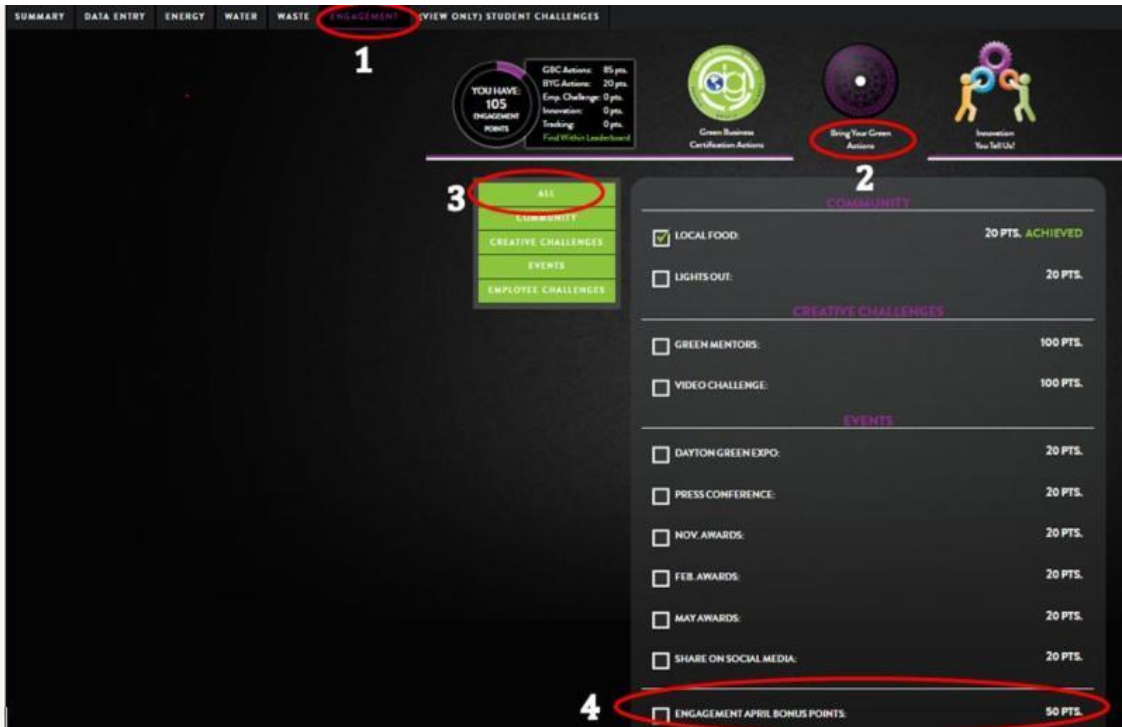 SUMMARY DATA ENTRY ENERGY WATER WASTE ENGAGEMENT (VIEW ONLY) STUDENT CHALLENGES
1
YOU HAVE:
105
ENGAGEMENT
POINTS
GBC Actions: 85 pts.
BYG Actions: 20 pts.
Emp. Challenge: 0 pts.
Innovation: 0 pts.
Tracking: 0 pts.
Find Within Leaderboard
Green Business
Certification Actions
Bring Your Green
Actions
Innovation
You Tell Us!
2
3
ALL
COMMUNITY
CREATIVE CHALLENGES
EVENTS
EMPLOYEE CHALLENGES
COMMUNITY
LOCAL FOOD: 20 PTS. ACHIEVED
LIGHTS OUT: 20 PTS.
CREATIVE CHALLENGES
GREEN MENTORS: 100 PTS.
VIDEO CHALLENGE: 100 PTS.
EVENTS
DAYTON GREEN EXPO: 20 PTS.
PRESS CONFERENCE: 20 PTS.
NOV. AWARDS: 20 PTS.
FEB. AWARDS: 20 PTS.
MAY AWARDS: 20 PTS.
SHARE ON SOCIAL MEDIA: 20 PTS.
4
ENGAGEMENT APRIL BONUS POINTS: 50 PTS.